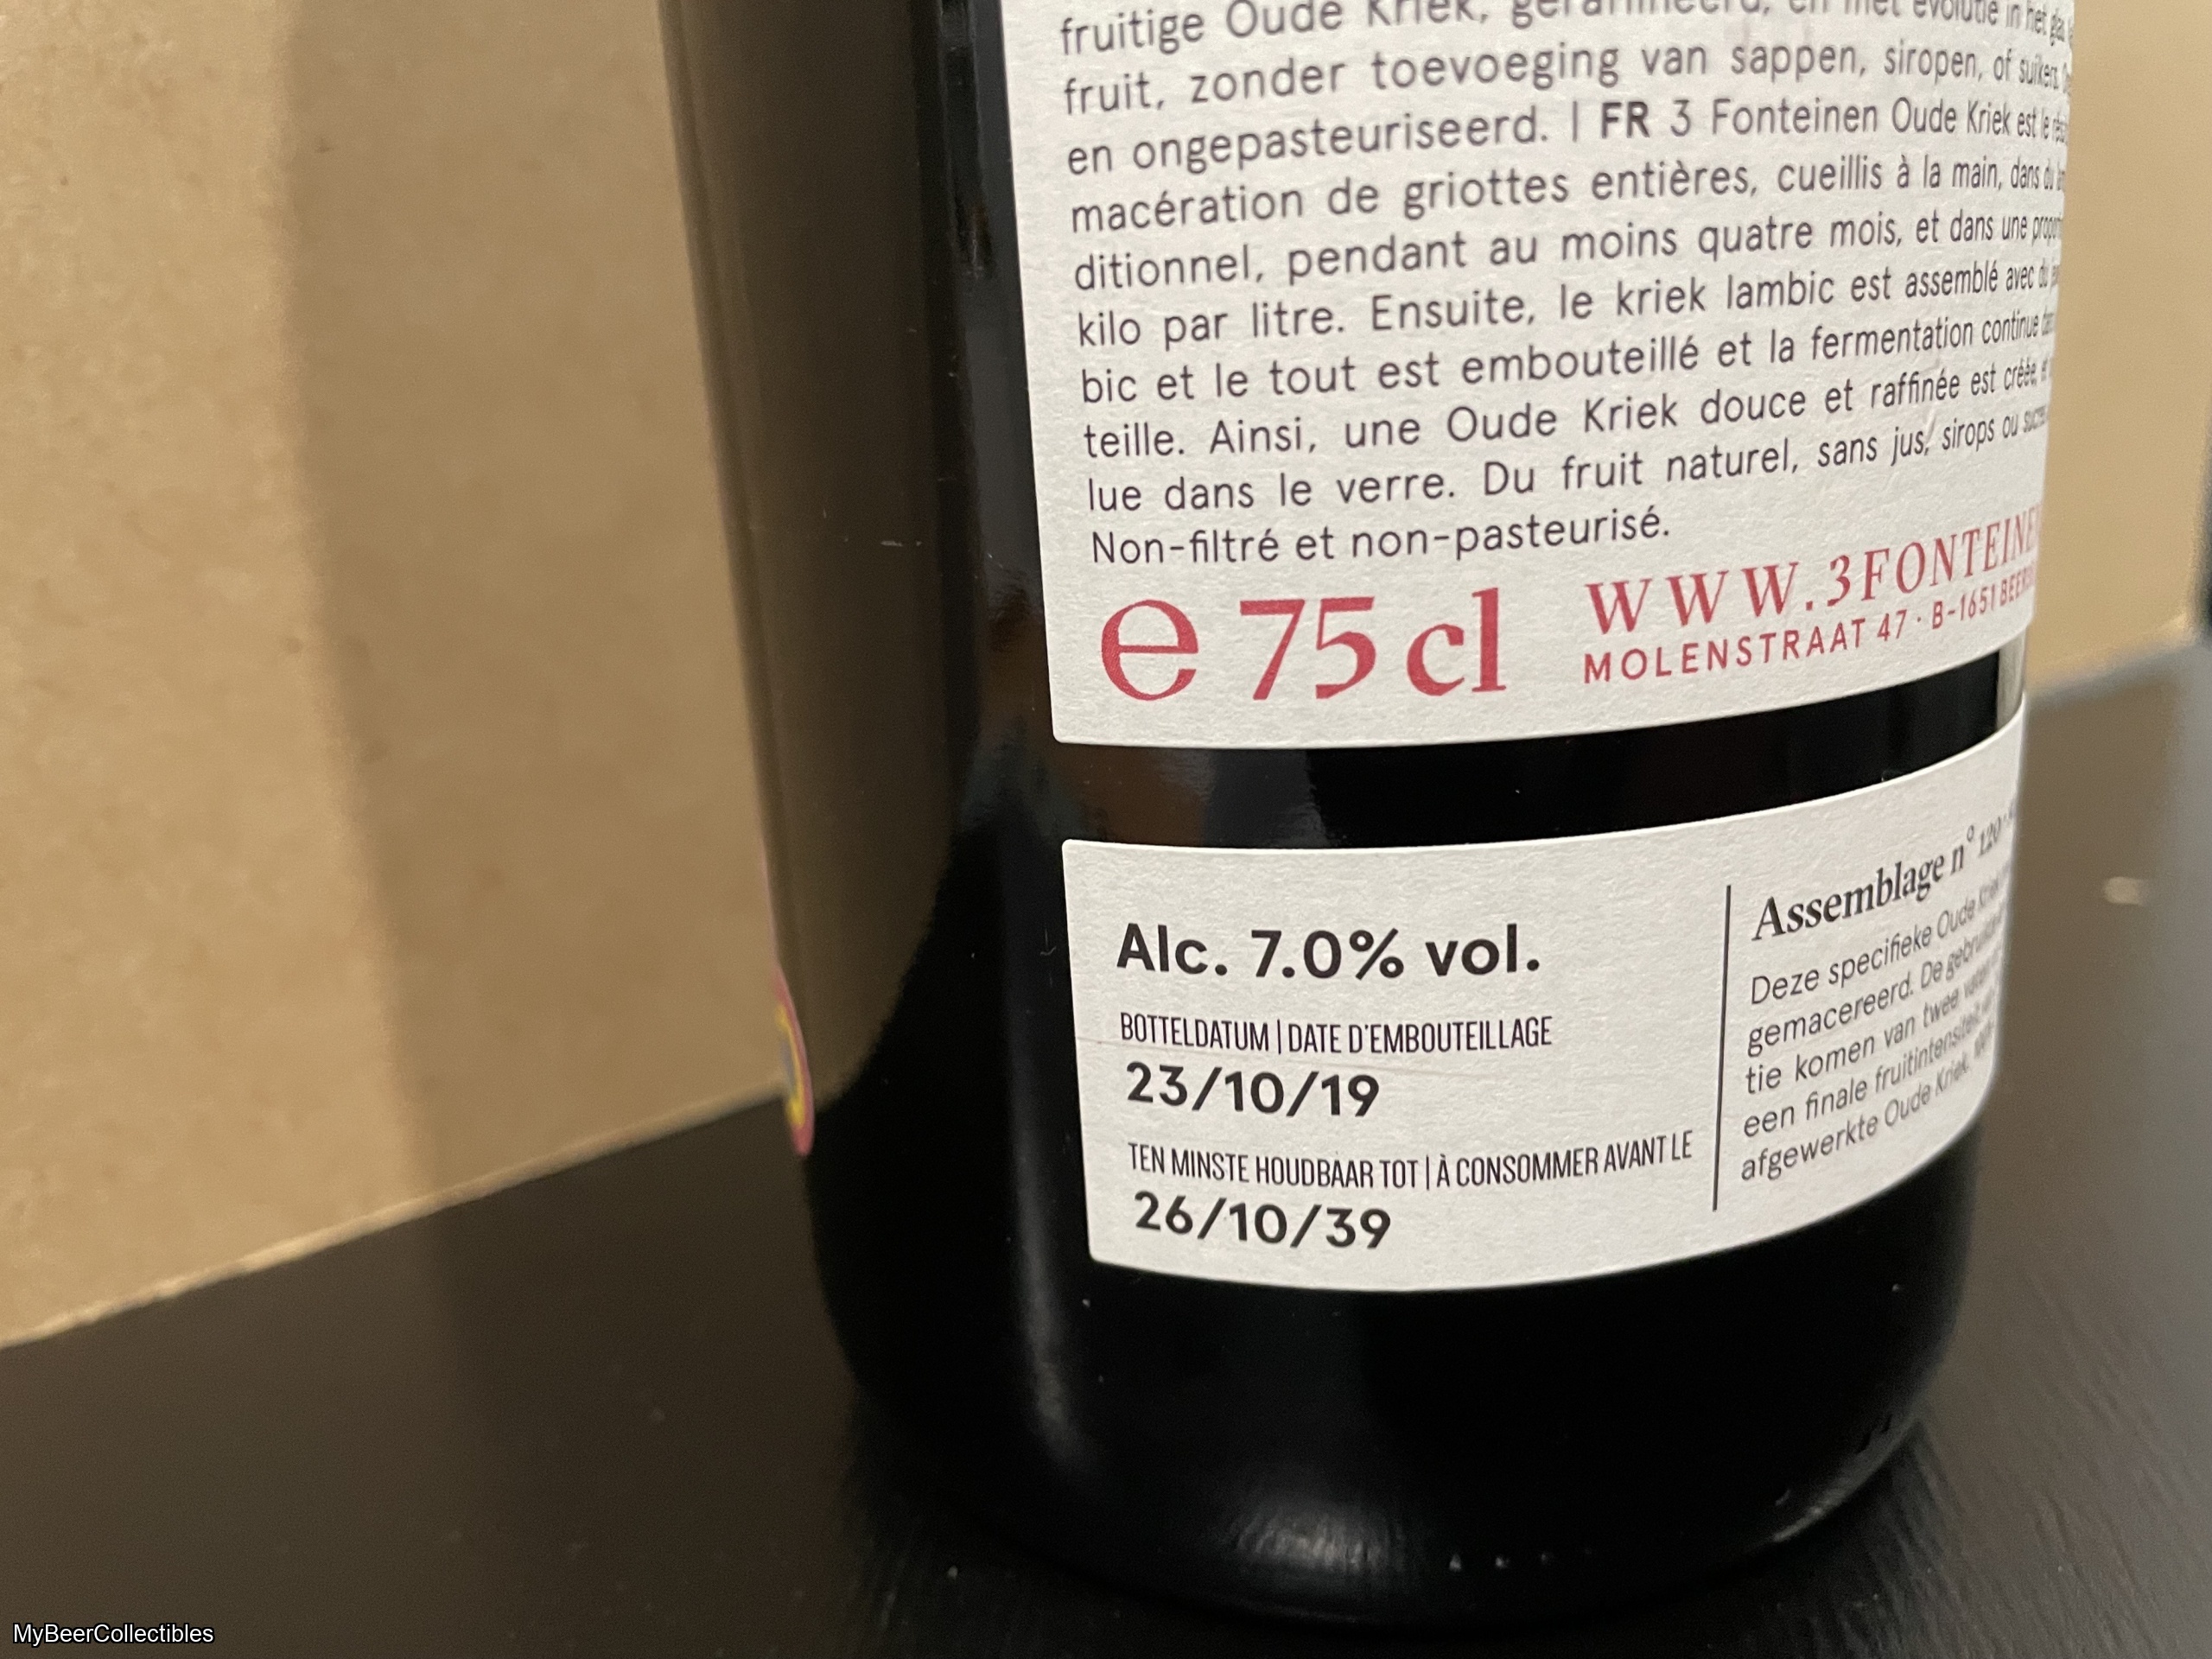 fruitige Oude Kriek, geraffineerd, en met evolutie in het
fruit, zonder toevoeging van sappen, siropen, of suikers.
en ongepasteuriseerd. | FR 3 Fonteinen Oude Kriek est le
macération de griottes entières, cueillis à la main, dans du
ditionnel, pendant au moins quatre mois, et dans une
kilo par litre. Ensuite, le kriek lambic est assemblé avec
bic et le tout est embouteillé et la fermentation continue
teille. Ainsi, une Oude Kriek douce et raffinée est créée,
lue dans le verre. Du fruit naturel, sans jus, sirops ou
Non-filtré et non-pasteurisé.
℮ 75 cl
WWW.3FONTEINE
MOLENSTRAAT 47 · B-1651
Alc. 7.0% vol.
BOTTELDATUM | DATE D'EMBOUTEILLAGE
23/10/19
TEN MINSTE HOUDBAAR TOT | À CONSOMMER AVANT LE
26/10/39
Assemblage n° 120
Deze specifieke Oude
gemacereerd. De
tie komen van twee
een finale fruitintensiteit
afgewerkte Oude Kriek.
MyBeerCollectibles